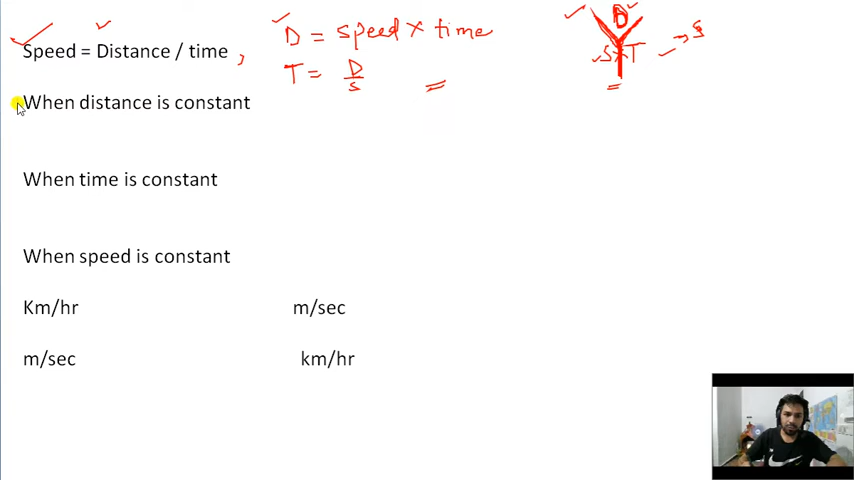 Speed = Distance / time , D = speed × time
T = D/s
D
S × T → s
When distance is constant
When time is constant
When speed is constant
Km/hr m/sec
m/sec km/hr